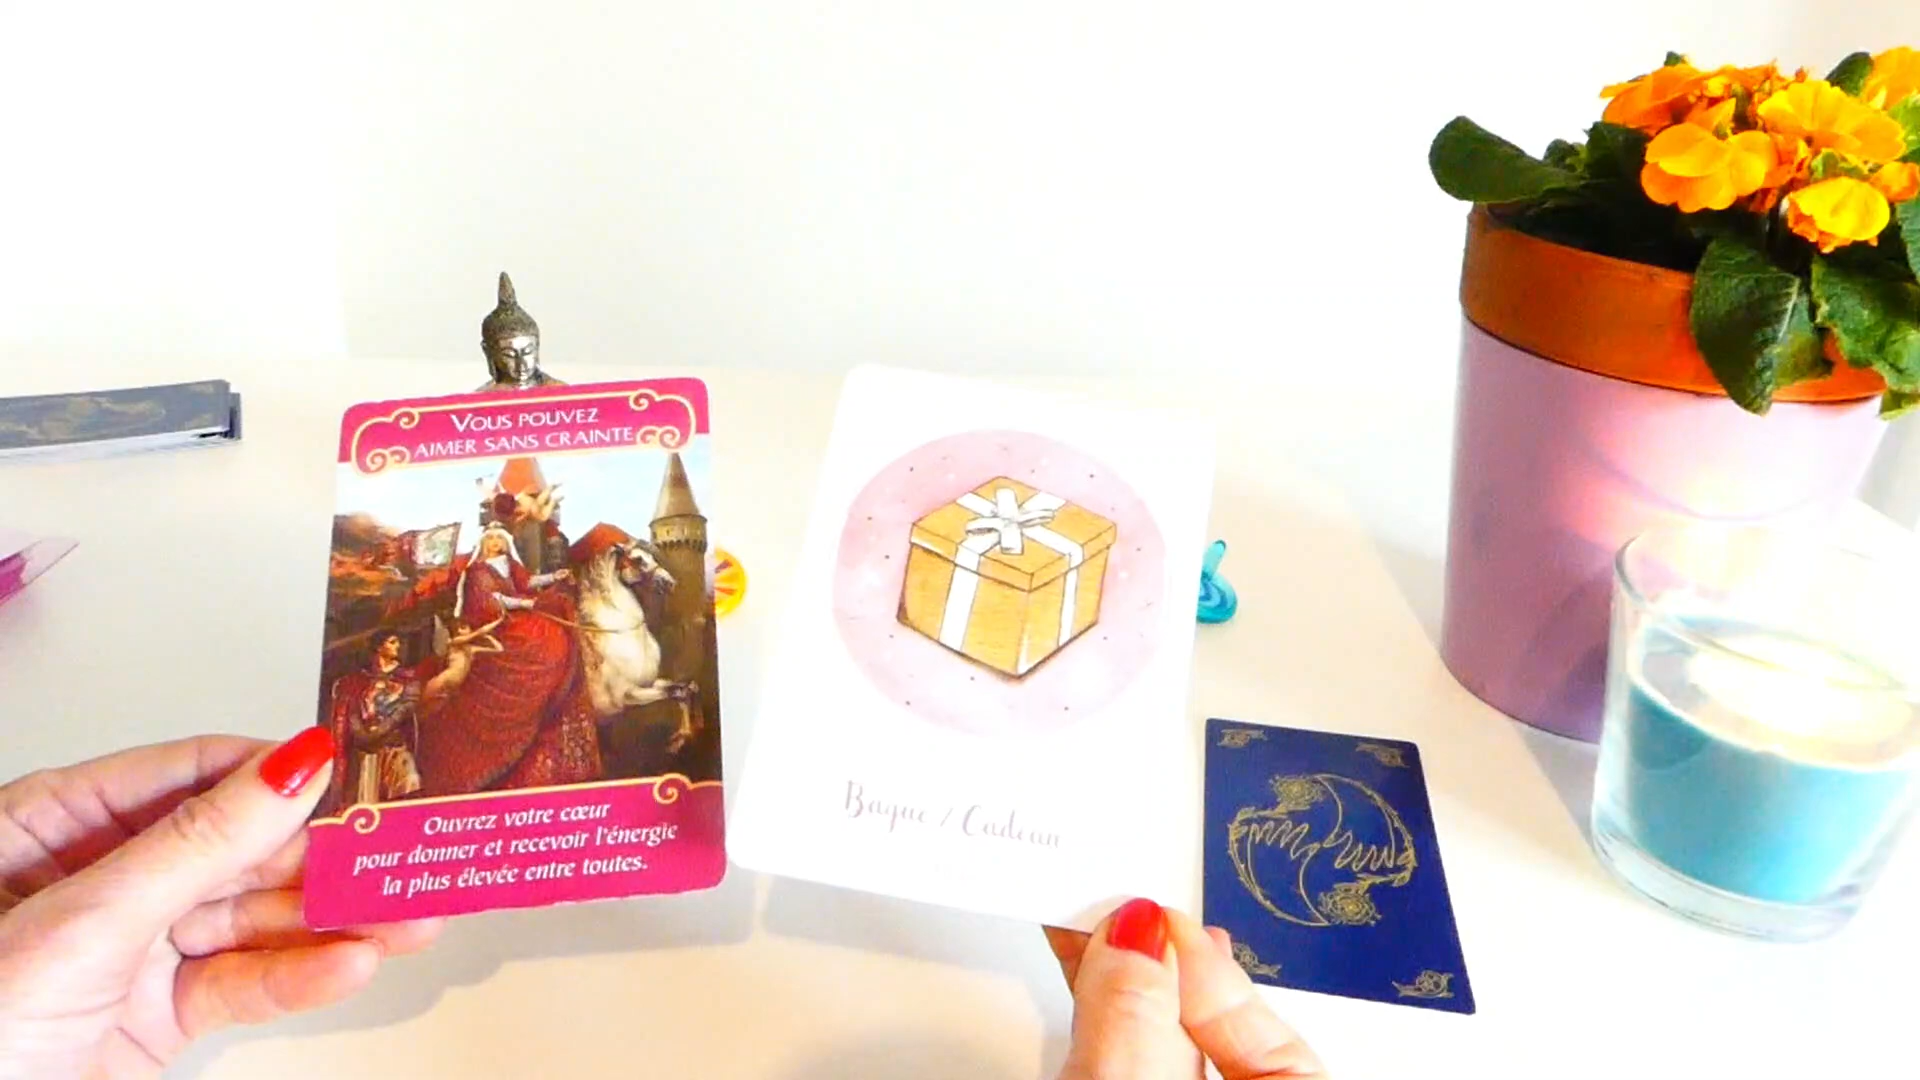 VOUS POUVEZ
AIMER SANS CRAINTE
Ouvrez votre cœur
pour donner et recevoir l'énergie
la plus élevée entre toutes.
Bague / Cadeau